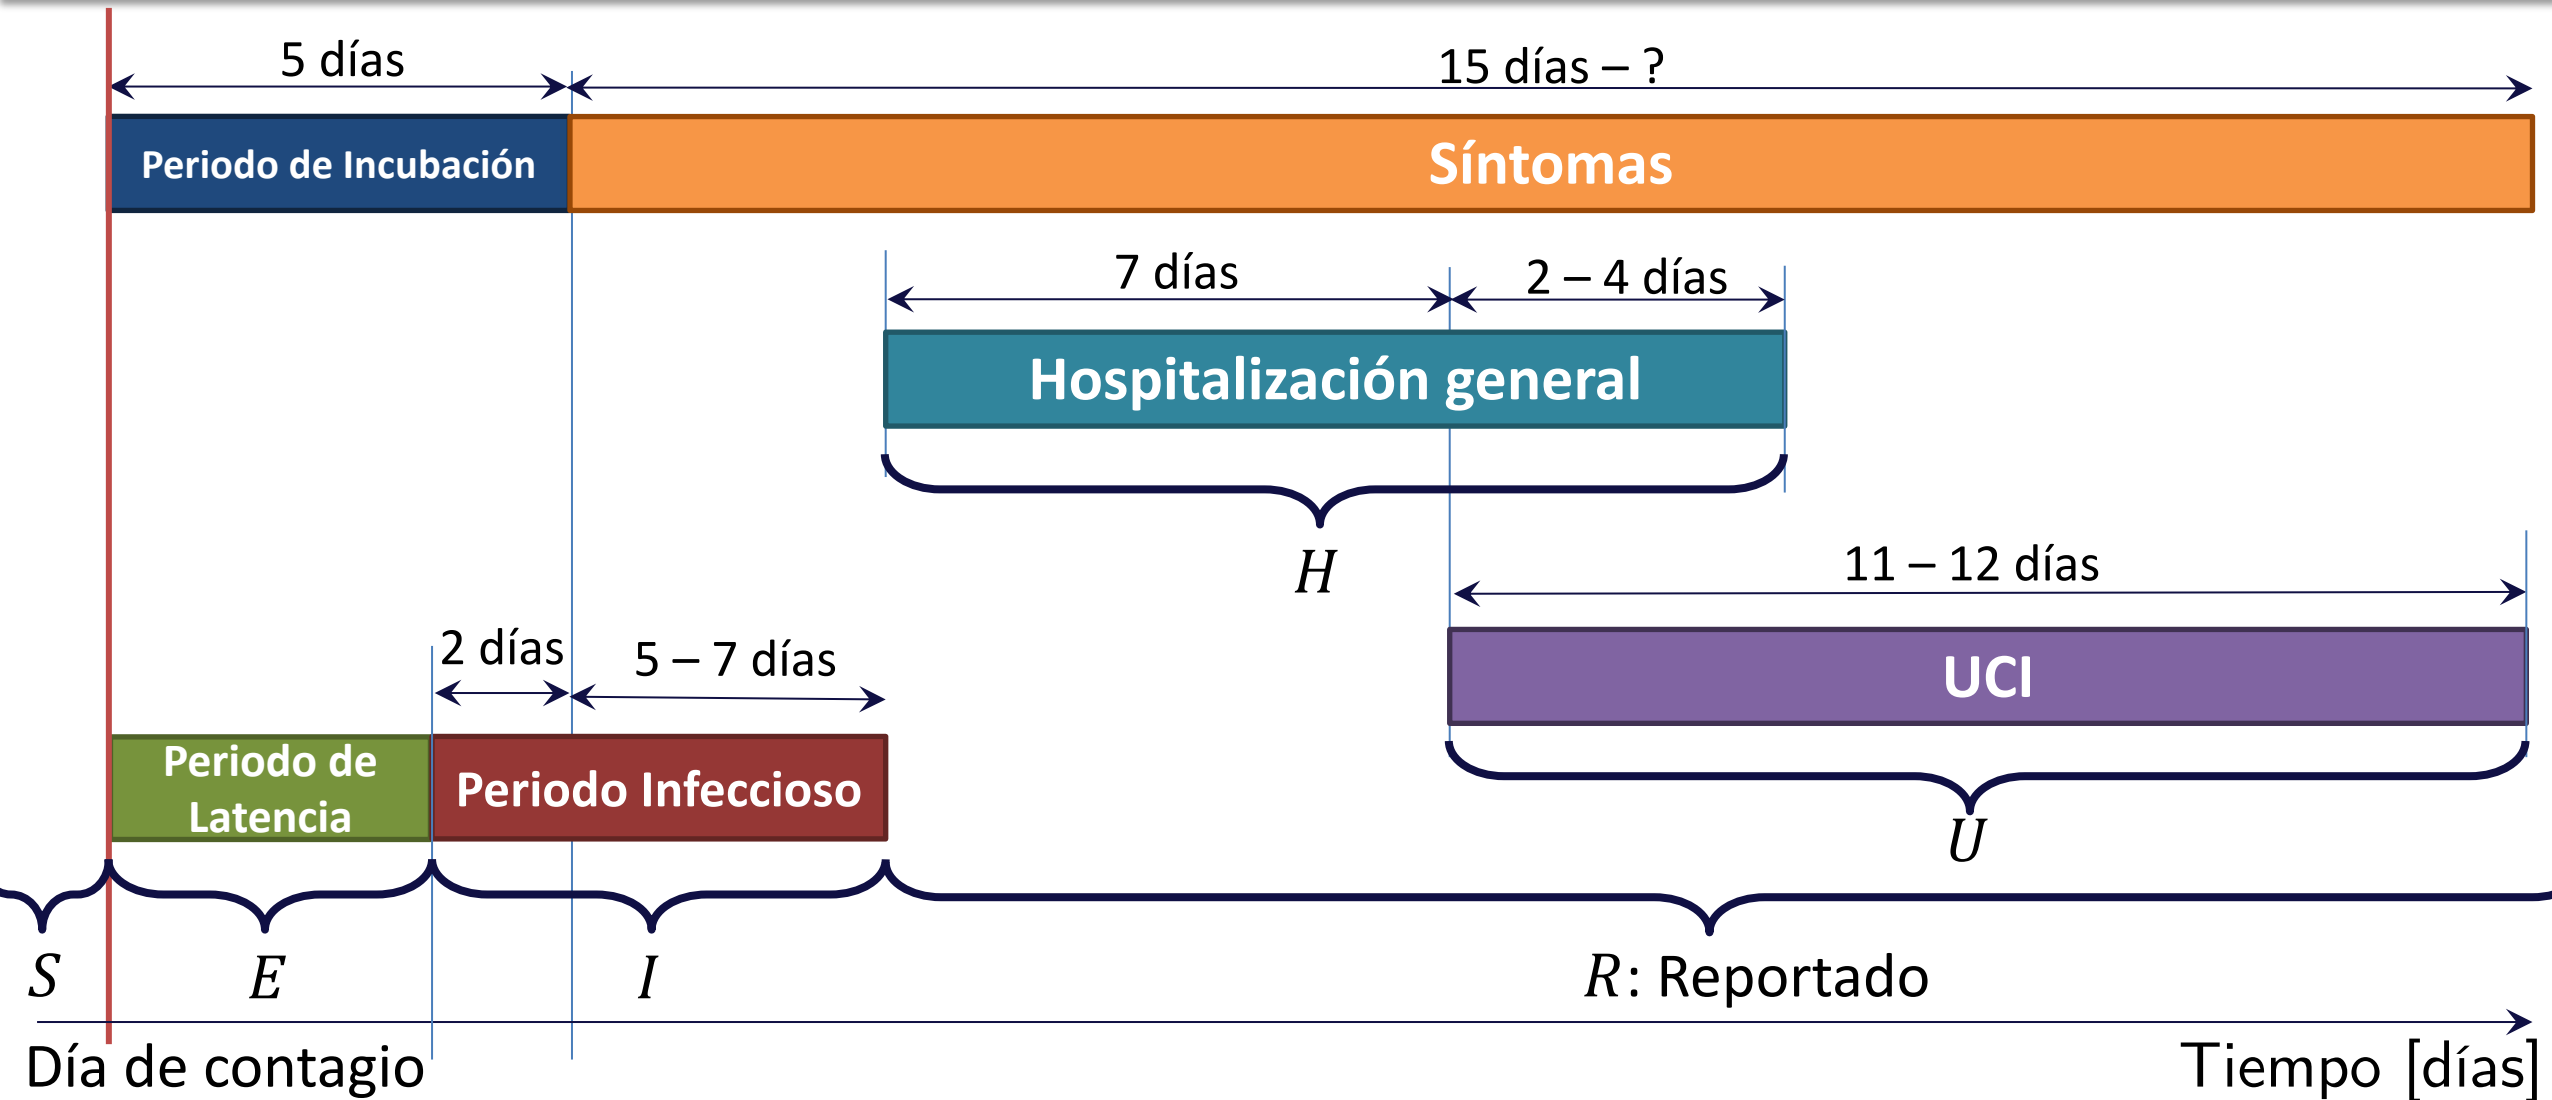 5 días
15 días – ?
Periodo de Incubación
Síntomas
7 días
2 – 4 días
Hospitalización general
H
11 – 12 días
2 días
5 – 7 días
UCI
Periodo de
Latencia
Periodo Infeccioso
U
S
E
I
R: Reportado
Día de contagio
Tiempo [días]